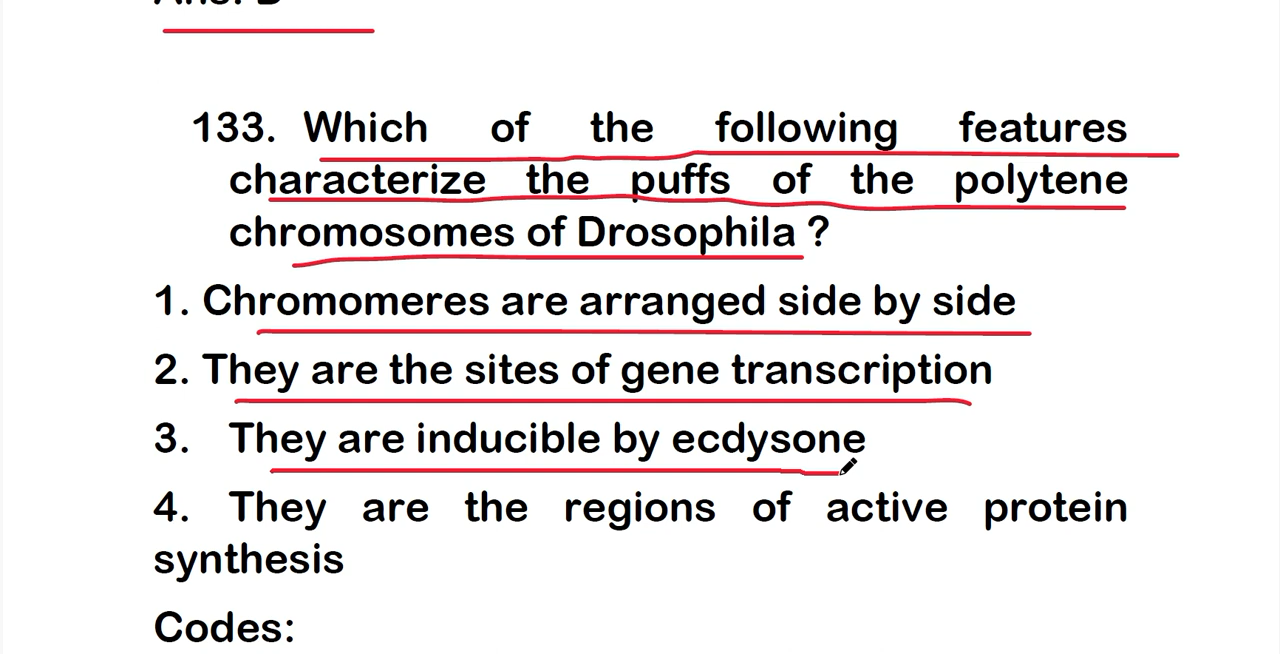 133. Which of the following features
characterize the puffs of the polytene
chromosomes of Drosophila ?
1. Chromomeres are arranged side by side
2. They are the sites of gene transcription
3. They are inducible by ecdysone
4. They are the regions of active protein
synthesis
Codes: